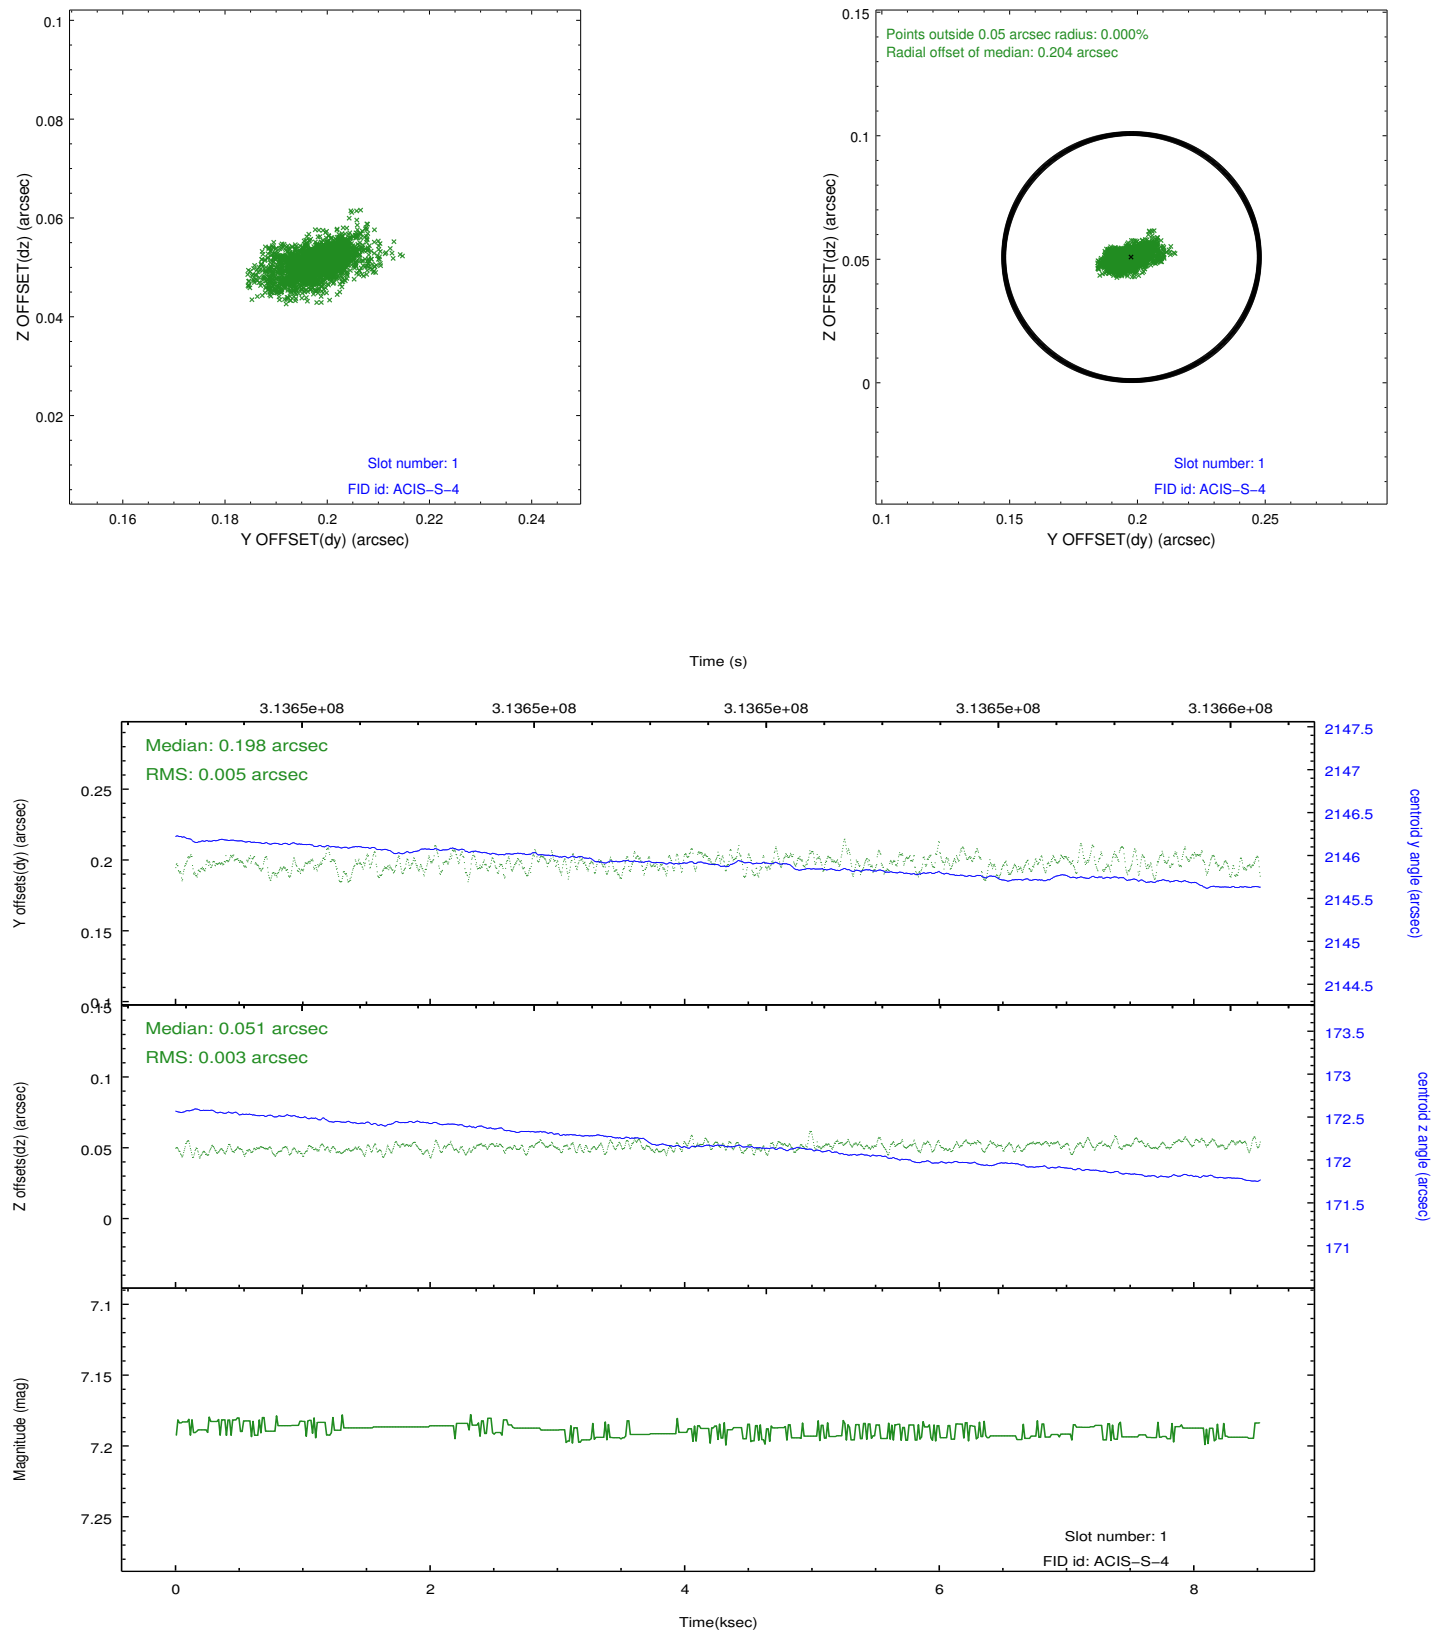 0.1
0.08
0.06
0.04
0.02
Z OFFSET(dz) (arcsec)
Slot number: 1
FID id: ACIS−S−4
0.16
0.18
0.2
0.22
0.24
Y OFFSET(dy) (arcsec)
0.15
0.1
0.05
0
Z OFFSET(dz) (arcsec)
Points outside 0.05 arcsec radius: 0.000%
Radial offset of median: 0.204 arcsec
Slot number: 1
FID id: ACIS−S−4
0.1
0.15
0.2
0.25
Y OFFSET(dy) (arcsec)
Time (s)
3.1365e+08
3.1365e+08
3.1365e+08
3.1365e+08
3.1366e+08
Median: 0.198 arcsec
RMS: 0.005 arcsec
0.25
0.2
0.15
0.1
Y offsets(dy) (arcsec)
2147.5
2147
2146.5
2146
2145.5
2145
2144.5
centroid y angle (arcsec)
Median: 0.051 arcsec
RMS: 0.003 arcsec
0.15
0.1
0.05
0
Z offsets(dz) (arcsec)
173.5
173
172.5
172
171.5
171
centroid z angle (arcsec)
7.1
7.15
7.2
7.25
Magnitude (mag)
Slot number: 1
FID id: ACIS−S−4
0
2
4
6
8
Time(ksec)